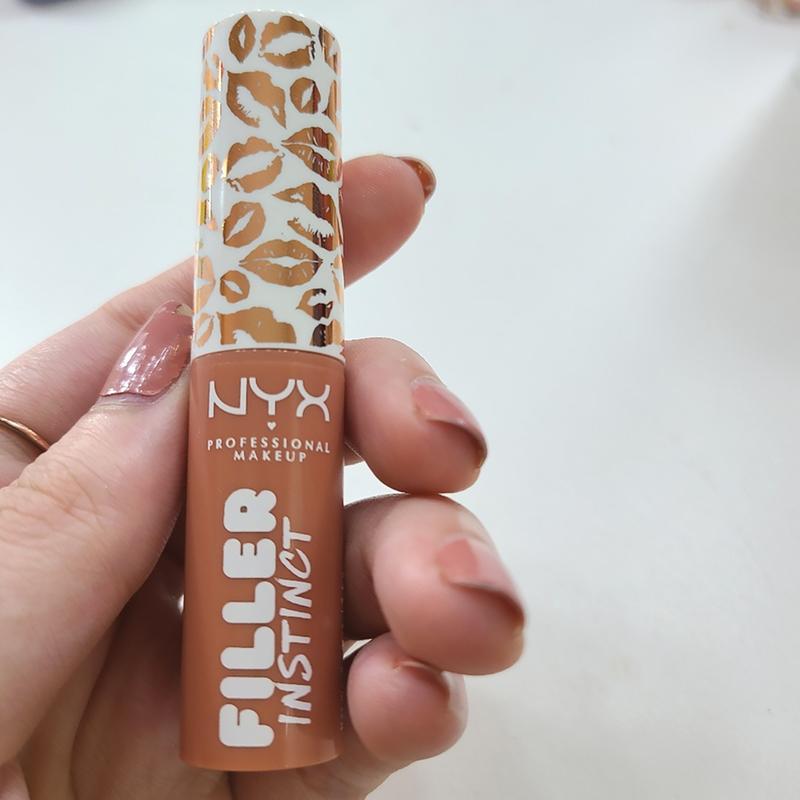 NYX
PROFESSIONAL
MAKEUP
FILLER
INSTINCT